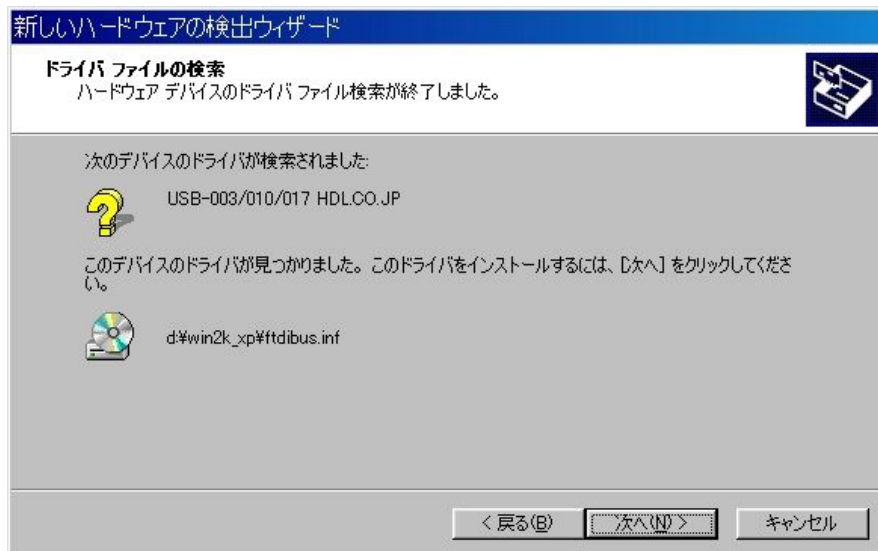 新しいハードウェアの検出ウィザード
ドライバ ファイルの検索
ハードウェア デバイスのドライバ ファイル検索が終了しました。
次のデバイスのドライバが検索されました:
USB-003/010/017 HDL.CO.JP
このデバイスのドライバが見つかりました。このドライバをインストールするには、[次へ] をクリックしてくださ
い。
d:¥win2k_xp¥ftdibus.inf
< 戻る(B)
次へ(N) >
キャンセル